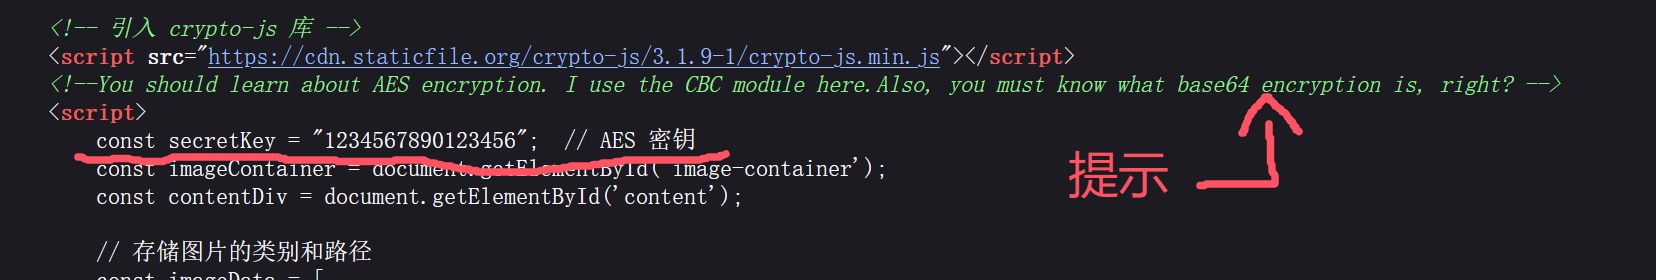 <!-- 引入 crypto-js 库 -->
<script src="https://cdn.staticfile.org/crypto-js/3.1.9-1/crypto-js.min.js"></script>
<!--You should learn about AES encryption. I use the CBC module here.Also, you must know what base64 encryption is, right? -->
<script>
const secretKey = "1234567890123456";  // AES 密钥
const imageContainer = document.getElementById('image-container');
提示
const contentDiv = document.getElementById('content');
// 存储图片的类别和路径
const imageData = [